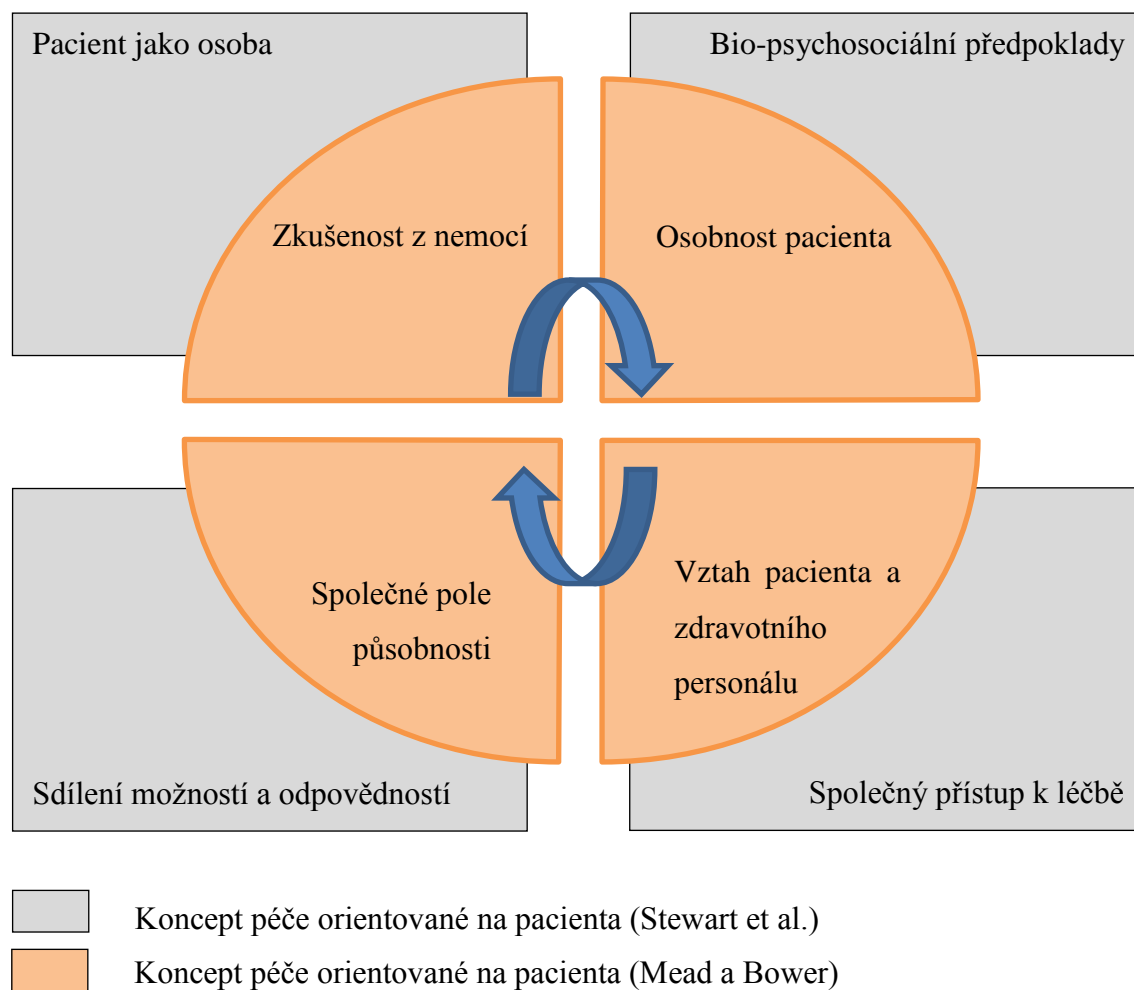 Pacient jako osoba
Bio-psychosociální předpoklady
Zkušenost z nemocí
Osobnost pacienta
Společné pole
působnosti
Vztah pacienta a
zdravotního
personálu
Sdílení možností a odpovědností
Společný přístup k léčbě
Koncept péče orientované na pacienta (Stewart et al.)
Koncept péče orientované na pacienta (Mead a Bower)